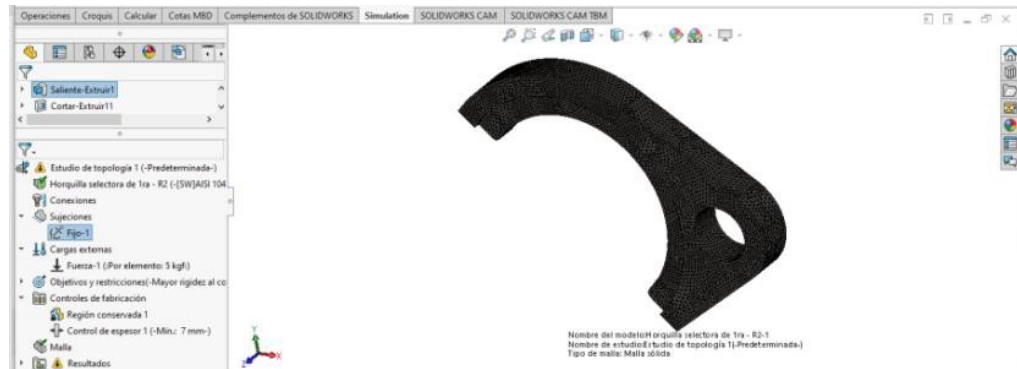 Operaciones Croquis Calcular Cotas MBD Complementos de SOLIDWORKS Simulation SOLIDWORKS CAM SOLIDWORKS CAM TBM
Saliente-Extruir1
Cortar-Extruir11
Estudio de topología 1 (-Predeterminada-)
Horquilla selectora de 1ra - R2 (-[SW]AISI 104
Conexiones
Sujeciones
Fijo-1
Cargas externas
Fuerza-1 (:Por elemento: 5 kgf:)
Objetivos y restricciones(-Mayor rigidez al co
Controles de fabricación
Región conservada 1
Control de espesor 1 (-Mín.: 7 mm-)
Malla
Resultados
Y
X
Z
Nombre del modelo:Horquilla selectora de 1ra - R2-1
Nombre de estudio:Estudio de topología 1(-Predeterminada-)
Tipo de malla: Malla sólida